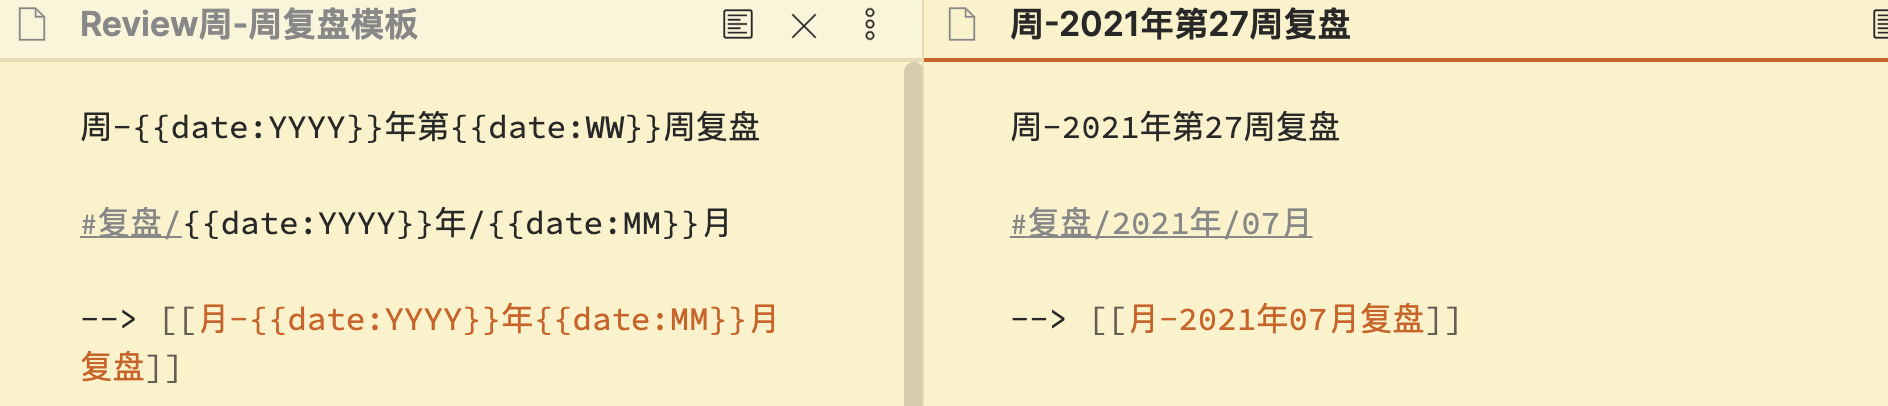 Review周-周复盘模板
周-{{date:YYYY}}年第{{date:WW}}周复盘
#复盘/{{date:YYYY}}年/{{date:MM}}月
--> [[月-{{date:YYYY}}年{{date:MM}}月
复盘]]
周-2021年第27周复盘
周-2021年第27周复盘
#复盘/2021年/07月
--> [[月-2021年07月复盘]]